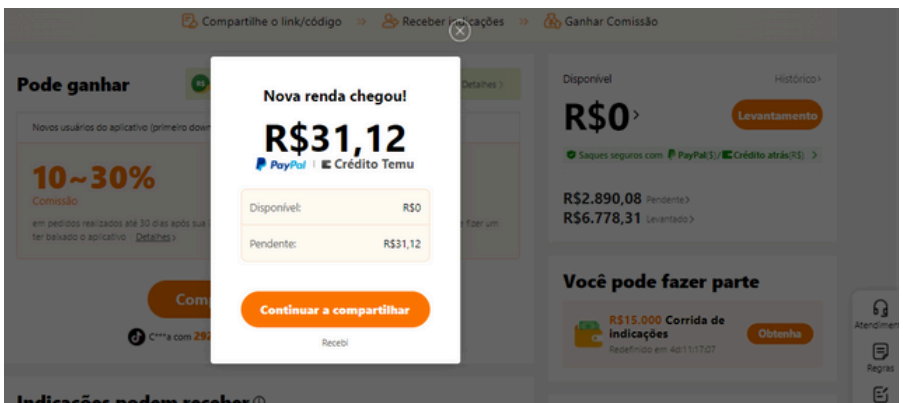 Compartilhe o link/código » Receber indicações » Ganhar Comissão
Pode ganhar
R$
Detalhes >
Novos usuários do aplicativo (primeiro down
10~30%
Comissão
em pedidos realizados até 30 dias após sua
e fizer um
ter baixado o aplicativo Detalhes >
C***a com 292
Indicações podem receber
Nova renda chegou!
R$31,12
PayPal | Crédito Temu
Disponível: R$0
Pendente: R$31,12
Continuar a compartilhar
Recebi
Disponível Histórico >
R$0 > Levantamento
Saques seguros com PayPal($)/Crédito atrás(R$) >
R$2.890,08 Pendente >
R$6.778,31 Levantado >
Você pode fazer parte
R$15.000 Corrida de
indicações
Obtenha
Redefinido em 4d:11:17:07
Atendimen
Regras